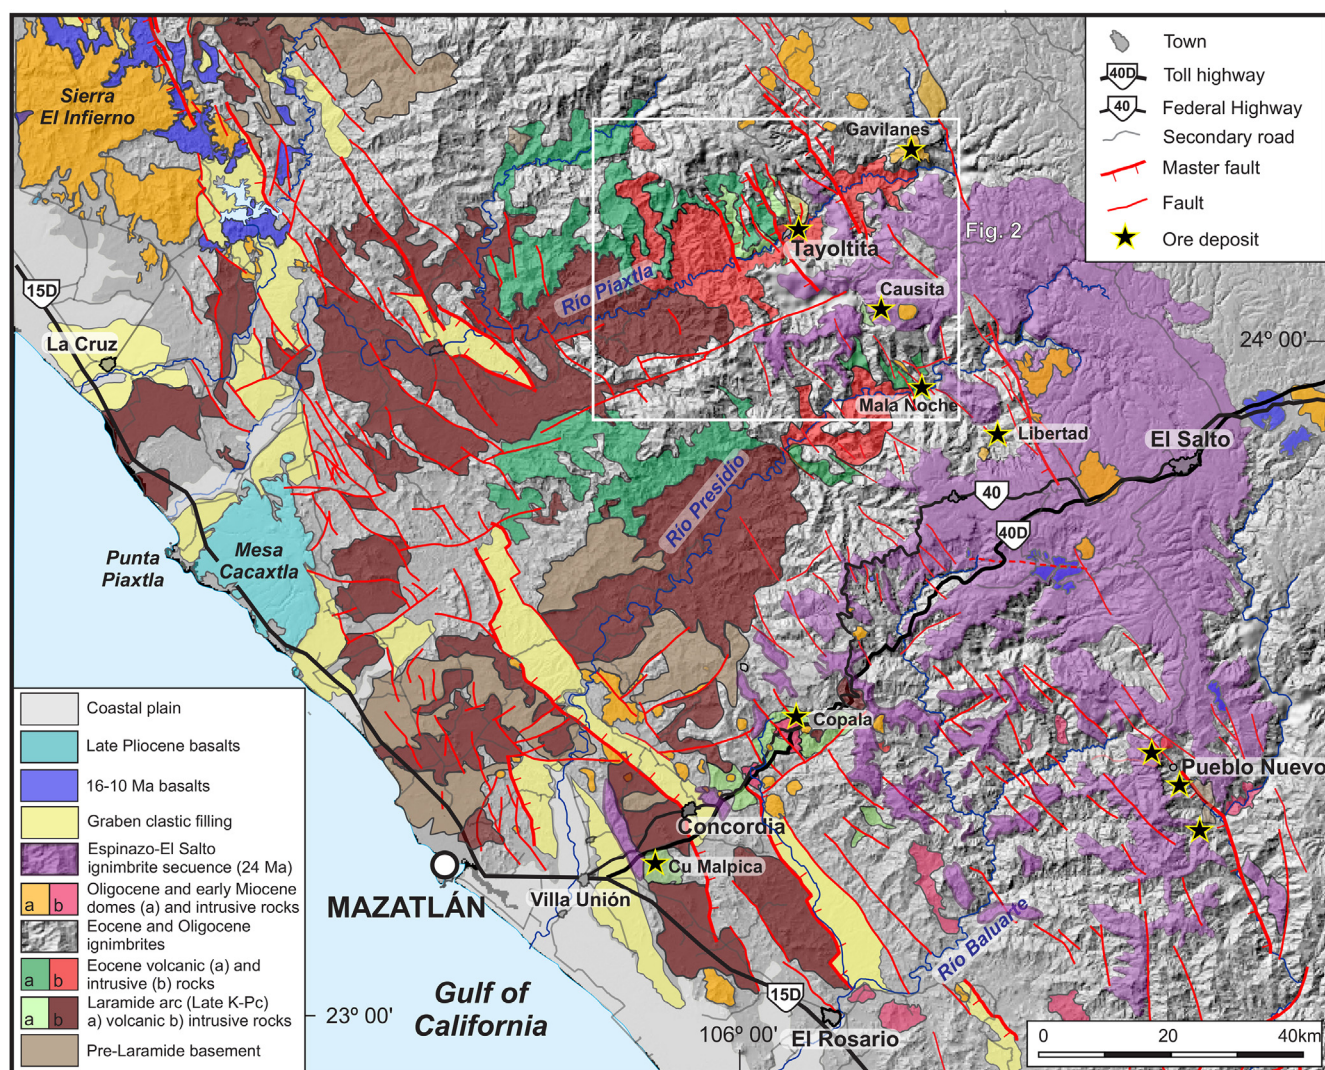 Sierra
El Infierno
15D
La Cruz
Punta
Piaxtla
Mesa
Cacaxtla
Río Piaxtla
Gavilanes
Tayoltita
Causita
Mala Noche
Fig. 2
Libertad
El Salto
24º 00'
40
40D
Río Presidio
Copala
Pueblo Nuevo
Concordia
Cu Malpica
Villa Unión
MAZATLÁN
Río Baluarte
15D
El Rosario
Gulf of
California
23º 00'
106º 00'
Town
40D
Toll highway
40
Federal Highway
Secondary road
Master fault
Fault
Ore deposit
Coastal plain
Late Pliocene basalts
16-10 Ma basalts
Graben clastic filling
Espinazo-El Salto
ignimbrite secuence (24 Ma)
a b Oligocene and early Miocene
domes (a) and intrusive rocks
Eocene and Oligocene
ignimbrites
a b Eocene volcanic (a) and
intrusive (b) rocks
a b Laramide arc (Late K-Pc)
a) volcanic b) intrusive rocks
Pre-Laramide basement
0 20 40km